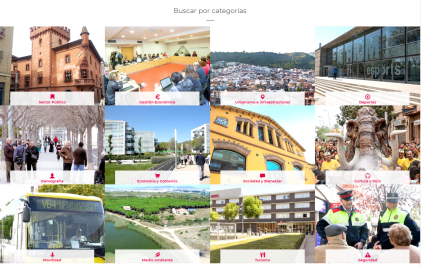 Buscar por categorías
Sector Público
Gestión Económica
Urbanismo e Infraestructuras
Deportes
Demografía
Economía y Comercio
Sociedad y Bienestar
Cultura y Ocio
Movilidad
Medio Ambiente
Turismo
Seguridad